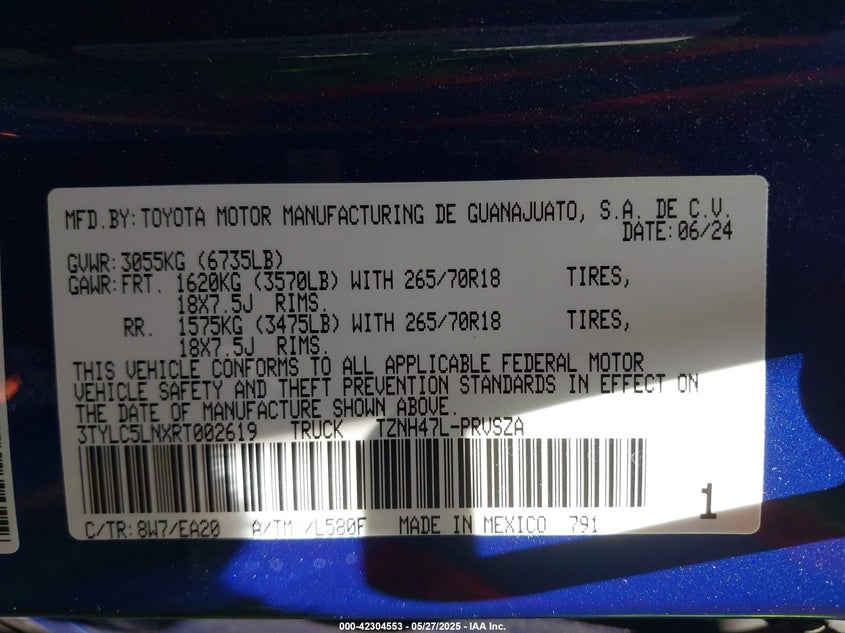 MFD.BY:TOYOTA MOTOR MANUFACTURING DE GUANAJUATO, S.A. DE C.V.
DATE:06/24
GVWR:3055KG (6735LB)
GAWR:FRT. 1620KG (3570LB) WITH 265/70R18 TIRES,
18X7.5J RIMS.
RR. 1575KG (3475LB) WITH 265/70R18 TIRES,
18X7.5J RIMS.
THIS VEHICLE CONFORMS TO ALL APPLICABLE FEDERAL MOTOR
VEHICLE SAFETY AND THEFT PREVENTION STANDARDS IN EFFECT ON
THE DATE OF MANUFACTURE SHOWN ABOVE.
3TYLC5LNXRT002619 TRUCK TZNH47L-PRVSZA
1
C/TR:8W7/EA20 A/TM-/L580F MADE IN MEXICO 791
000-42304553 — 05/27/2025 - IAA Inc.